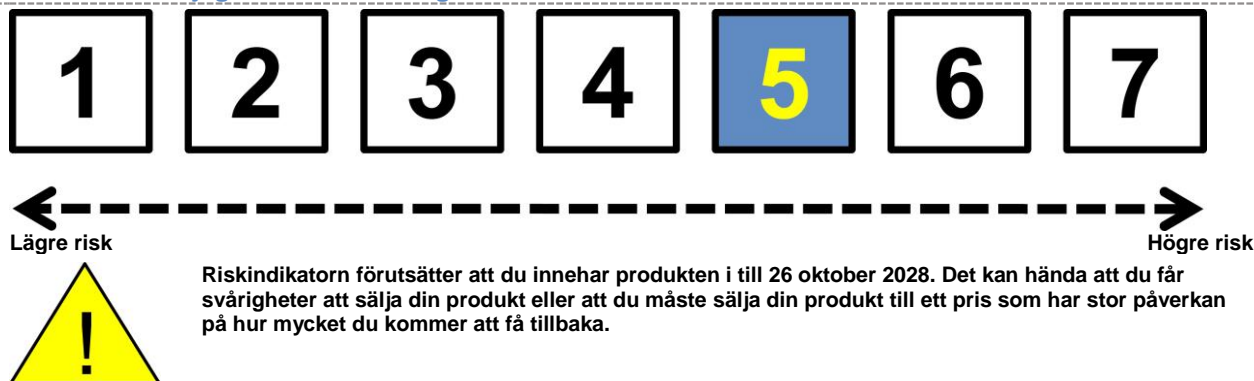 1 2 3 4 5 6 7
Lägre risk Högre risk
Riskindikatorn förutsätter att du innehar produkten i till 26 oktober 2028. Det kan hända att du får
svårigheter att sälja din produkt eller att du måste sälja din produkt till ett pris som har stor påverkan
på hur mycket du kommer att få tillbaka.
!